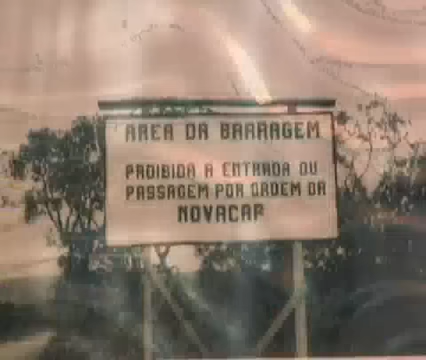 AREA DA BARRAGEM
PROIBIDA A ENTRADA OU
PASSAGEM POR ORDEM DA
NOVACAP